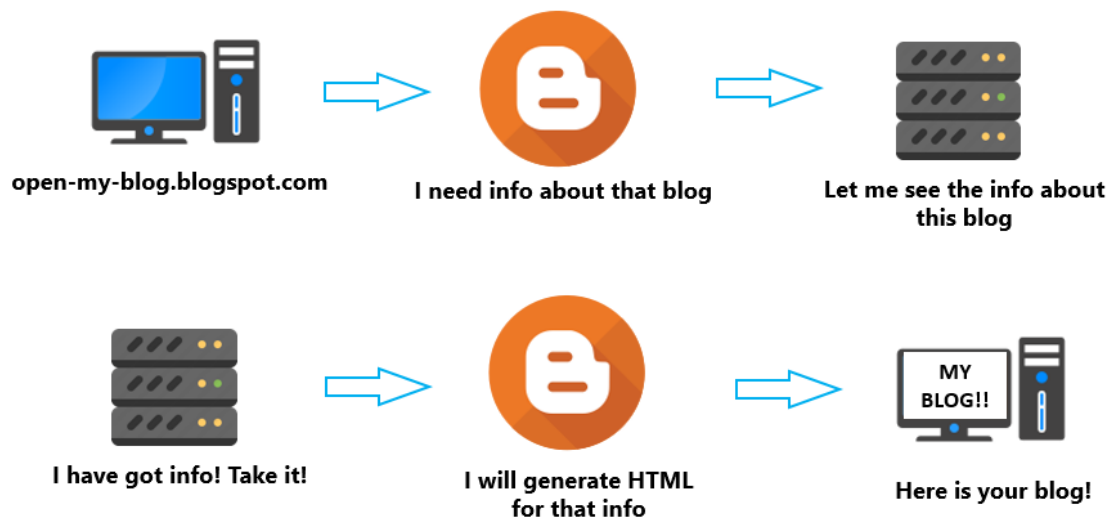 open-my-blog.blogspot.com
I need info about that blog
Let me see the info about
this blog
I have got info! Take it!
I will generate HTML
for that info
MY
BLOG!!
Here is your blog!